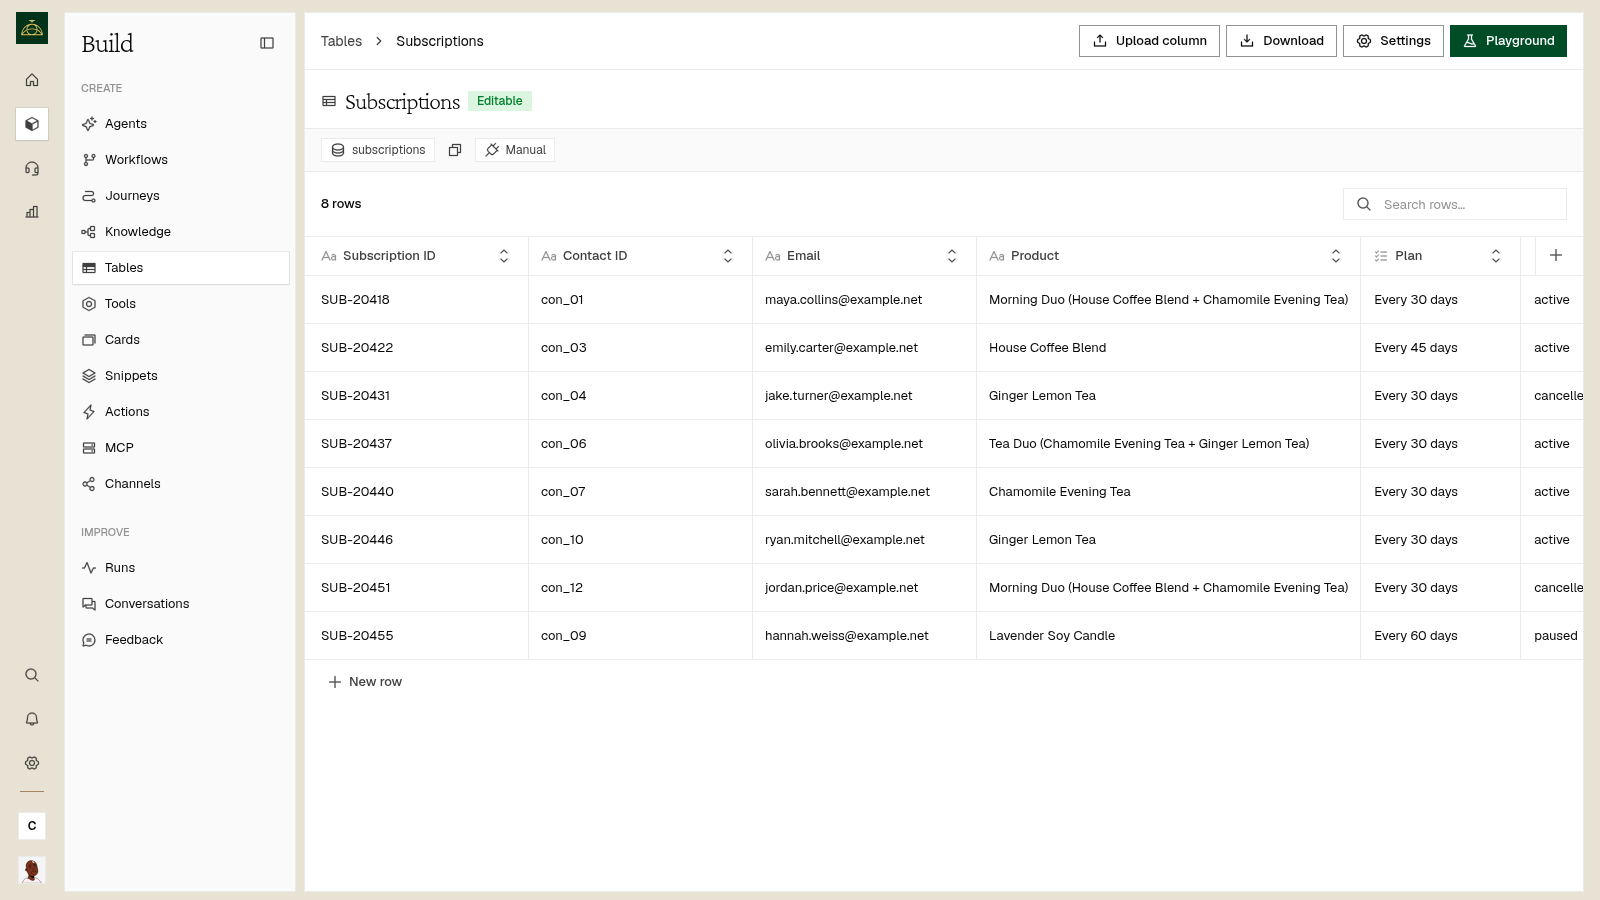 Build
CREATE
Agents
Workflows
Journeys
Knowledge
Tables
Tools
Cards
Snippets
Actions
MCP
Channels
IMPROVE
Runs
Conversations
Feedback
C
Tables > Subscriptions
Upload column
Download
Settings
Playground
Subscriptions Editable
subscriptions Manual
8 rows
Search rows...
Aa Subscription ID Aa Contact ID Aa Email Aa Product Plan
SUB-20418 con_01 maya.collins@example.net Morning Duo (House Coffee Blend + Chamomile Evening Tea) Every 30 days active
SUB-20422 con_03 emily.carter@example.net House Coffee Blend Every 45 days active
SUB-20431 con_04 jake.turner@example.net Ginger Lemon Tea Every 30 days cancelle
SUB-20437 con_06 olivia.brooks@example.net Tea Duo (Chamomile Evening Tea + Ginger Lemon Tea) Every 30 days active
SUB-20440 con_07 sarah.bennett@example.net Chamomile Evening Tea Every 30 days active
SUB-20446 con_10 ryan.mitchell@example.net Ginger Lemon Tea Every 30 days active
SUB-20451 con_12 jordan.price@example.net Morning Duo (House Coffee Blend + Chamomile Evening Tea) Every 30 days cancelle
SUB-20455 con_09 hannah.weiss@example.net Lavender Soy Candle Every 60 days paused
New row